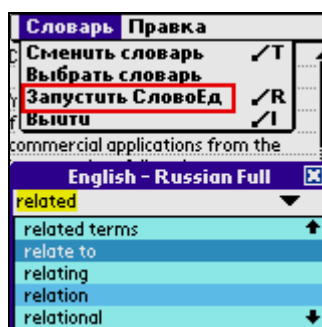 Словарь Правка
Сменить словарь /T
Выбрать словарь
Запустить СловоЕд /R
Выйти /I
commercial applications from the
English - Russian Full
related
related terms
relate to
relating
relation
relational